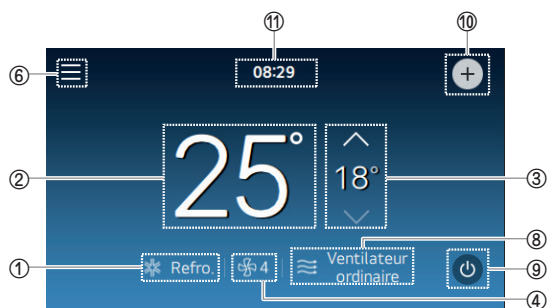 ⑪ ⑩
⑥ 08:29
② 25° 18° ③
⑧
① Refro. 4 Ventilateur
ordinaire ⑨
④